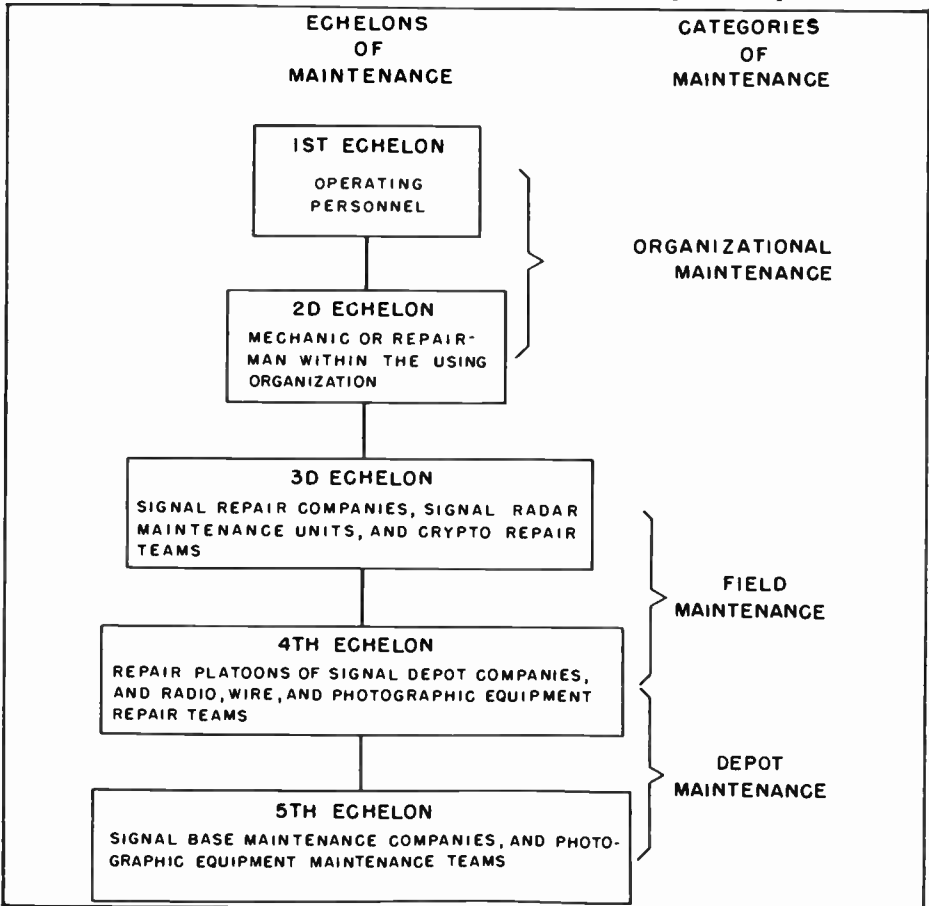 ECHELONS
OF
MAINTENANCE
CATEGORIES
OF
MAINTENANCE
1ST ECHELON
OPERATING
PERSONNEL
2D ECHELON
MECHANIC OR REPAIR-
MAN WITHIN THE USING
ORGANIZATION
ORGANIZATIONAL
MAINTENANCE
3D ECHELON
SIGNAL REPAIR COMPANIES, SIGNAL RADAR
MAINTENANCE UNITS, AND CRYPTO REPAIR
TEAMS
4TH ECHELON
REPAIR PLATOONS OF SIGNAL DEPOT COMPANIES,
AND RADIO, WIRE, AND PHOTOGRAPHIC EQUIPMENT
REPAIR TEAMS
FIELD
MAINTENANCE
5TH ECHELON
SIGNAL BASE MAINTENANCE COMPANIES, AND PHOTO-
GRAPHIC EQUIPMENT MAINTENANCE TEAMS
DEPOT
MAINTENANCE